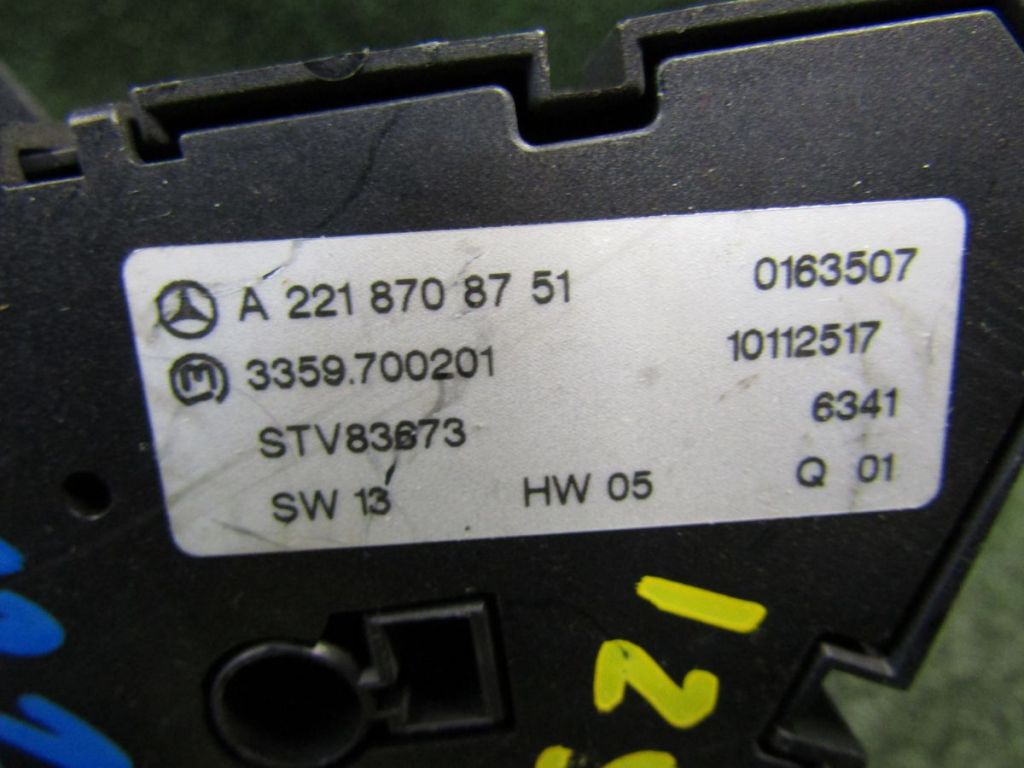 A 221 870 87 51 0163507
3359.700201 10112517
STV83673 6341
SW 13 HW 05 Q 01